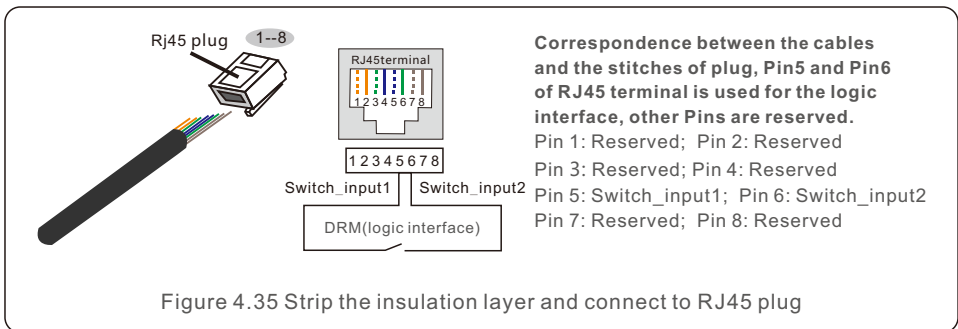 Rj45 plug
1--8
RJ45terminal
12345678
12345678
Switch_input1 Switch_input2
DRM(logic interface)
Correspondence between the cables
and the stitches of plug, Pin5 and Pin6
of RJ45 terminal is used for the logic
interface, other Pins are reserved.
Pin 1: Reserved; Pin 2: Reserved
Pin 3: Reserved; Pin 4: Reserved
Pin 5: Switch_input1; Pin 6: Switch_input2
Pin 7: Reserved; Pin 8: Reserved
Figure 4.35 Strip the insulation layer and connect to RJ45 plug